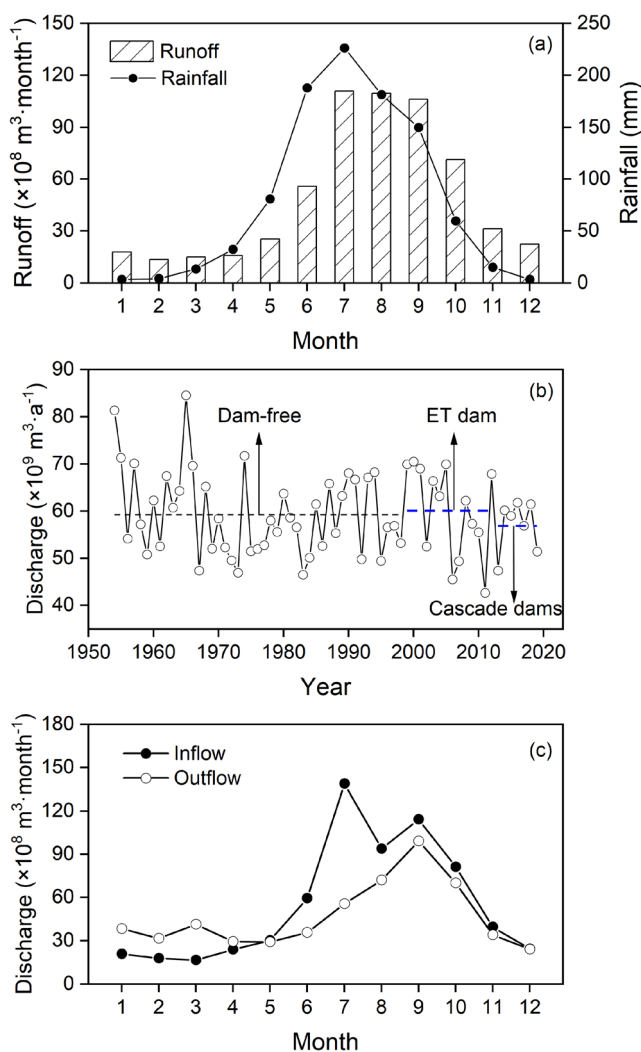 150
120
90
60
30
0
Runoff (×10⁸ m³·month⁻¹)
Runoff
Rainfall
(a)
250
200
150
100
50
0
Rainfall (mm)
1 2 3 4 5 6 7 8 9 10 11 12
Month
90
80
70
60
50
40
Discharge (×10⁹ m³·a⁻¹)
(b)
Dam-free
ET dam
Cascade dams
1950 1960 1970 1980 1990 2000 2010 2020
Year
180
150
120
90
60
30
0
Discharge (×10⁸ m³·month⁻¹)
Inflow
Outflow
(c)
1 2 3 4 5 6 7 8 9 10 11 12
Month